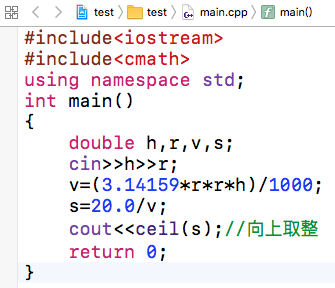 test test main.cpp main()
#include<iostream>
#include<cmath>
using namespace std;
int main()
{
double h,r,v,s;
cin>>h>>r;
v=(3.14159*r*r*h)/1000;
s=20.0/v;
cout<<ceil(s);//向上取整
return 0;
}